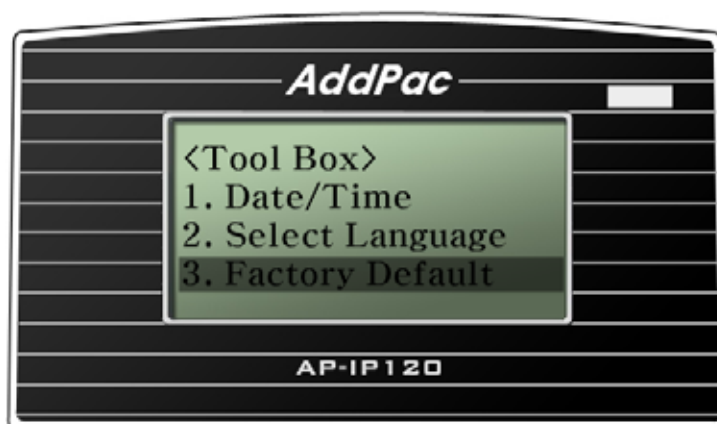 AddPac
<Tool Box>
1. Date/Time
2. Select Language
3. Factory Default
AP-IP120